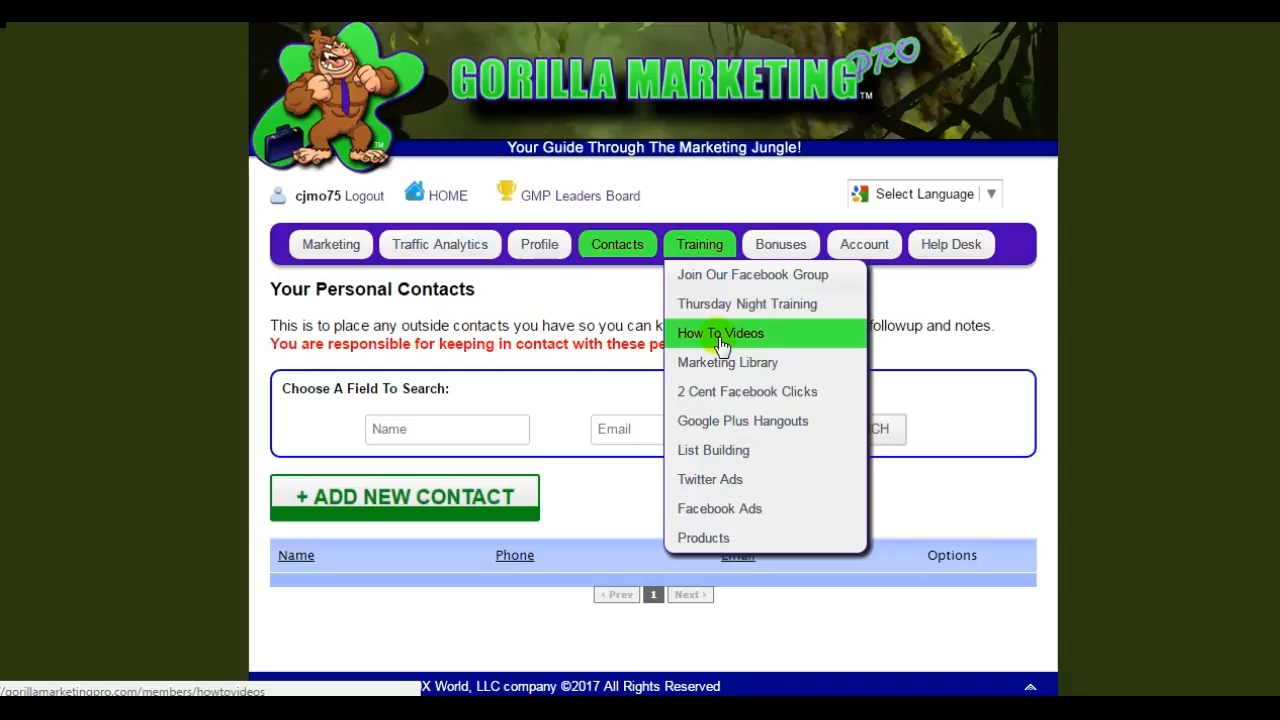 GORILLA MARKETING PRO ™
™
Your Guide Through The Marketing Jungle!
cjmo75 Logout HOME GMP Leaders Board Select Language ▼
Marketing Traffic Analytics Profile Contacts Training Bonuses Account Help Desk
Join Our Facebook Group
Thursday Night Training
How To Videos
Marketing Library
2 Cent Facebook Clicks
Google Plus Hangouts
List Building
Twitter Ads
Facebook Ads
Products
Your Personal Contacts
This is to place any outside contacts you have so you can k followup and notes.
You are responsible for keeping in contact with these pe
Choose A Field To Search:
Name Email CH
+ ADD NEW CONTACT
Name Phone Email Options
‹ Prev 1 Next ›
/gorillamarketingpro.com/members/howtovideos
X World, LLC company ©2017 All Rights Reserved